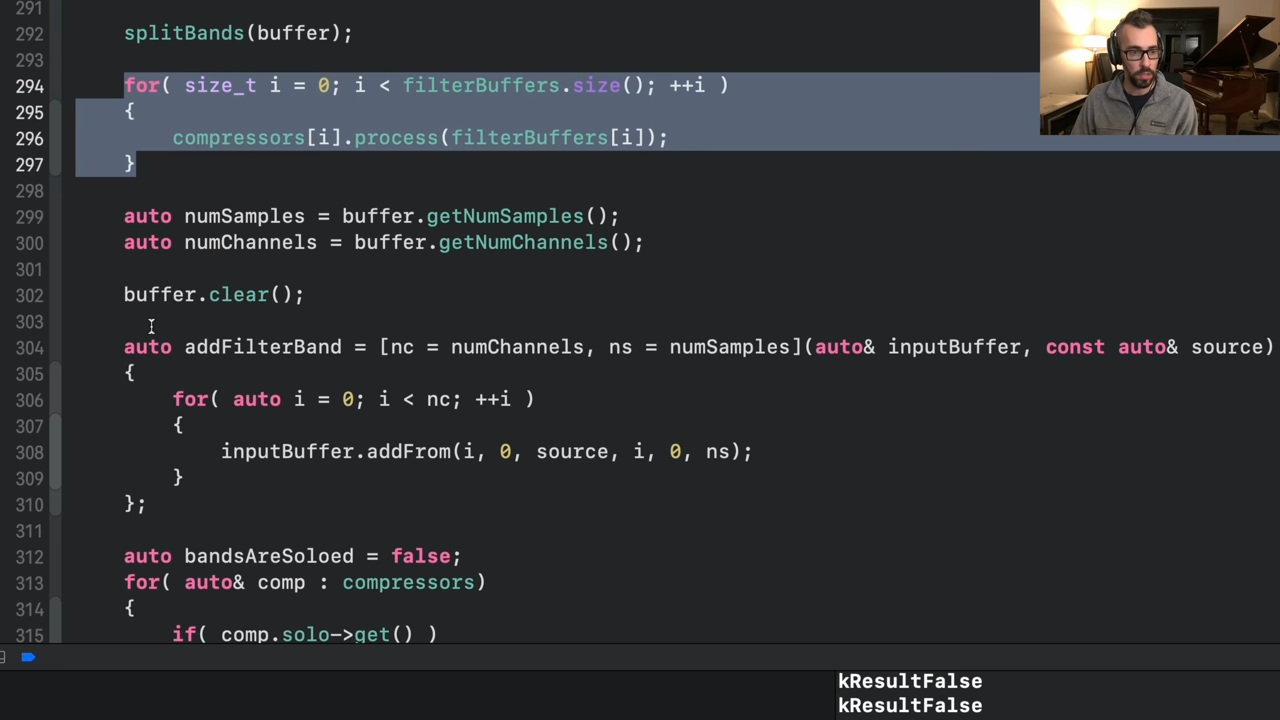 291
292 splitBands(buffer);
293
294 for( size_t i = 0; i < filterBuffers.size(); ++i )
295 {
296 compressors[i].process(filterBuffers[i]);
297 }
298
299 auto numSamples = buffer.getNumSamples();
300 auto numChannels = buffer.getNumChannels();
301
302 buffer.clear();
303
304 auto addFilterBand = [nc = numChannels, ns = numSamples](auto& inputBuffer, const auto& source)
305 {
306 for( auto i = 0; i < nc; ++i )
307 {
308 inputBuffer.addFrom(i, 0, source, i, 0, ns);
309 }
310 };
311
312 auto bandsAreSoloed = false;
313 for( auto& comp : compressors)
314 {
315 if( comp.solo->get() )
kResultFalse
kResultFalse